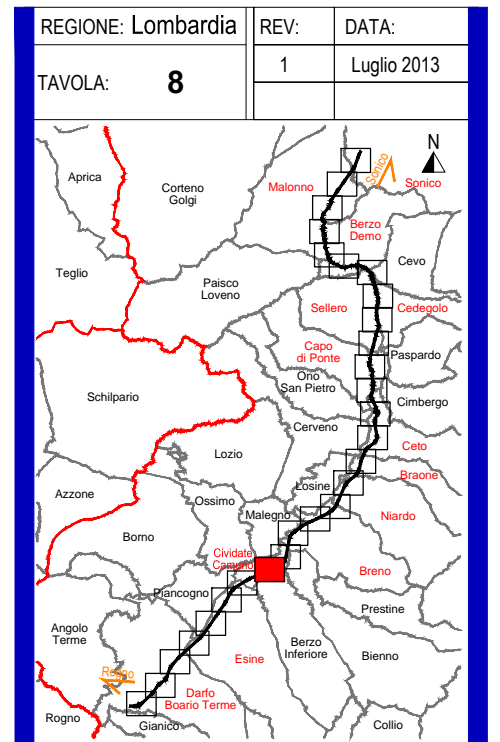 REGIONE: Lombardia
REV:
DATA:
TAVOLA: 8
1
Luglio 2013
N
Aprica
Corteno
Golgi
Malonno
Sonico
Sonico
Berzo
Demo
Cevo
Teglio
Paisco
Loveno
Sellero
Cedegolo
Capo
di Ponte
Paspardo
Ono
San Pietro
Schilpario
Cimbergo
Cerveno
Ceto
Lozio
Braone
Losine
Azzone
Ossimo
Malegno
Niardo
Borno
Cividate
Camuno
Breno
Piancogno
Prestine
Angolo
Terme
Berzo
Inferiore
Bienno
Esine
Rogno
Darfo
Boario Terme
Rogno
Gianico
Collio